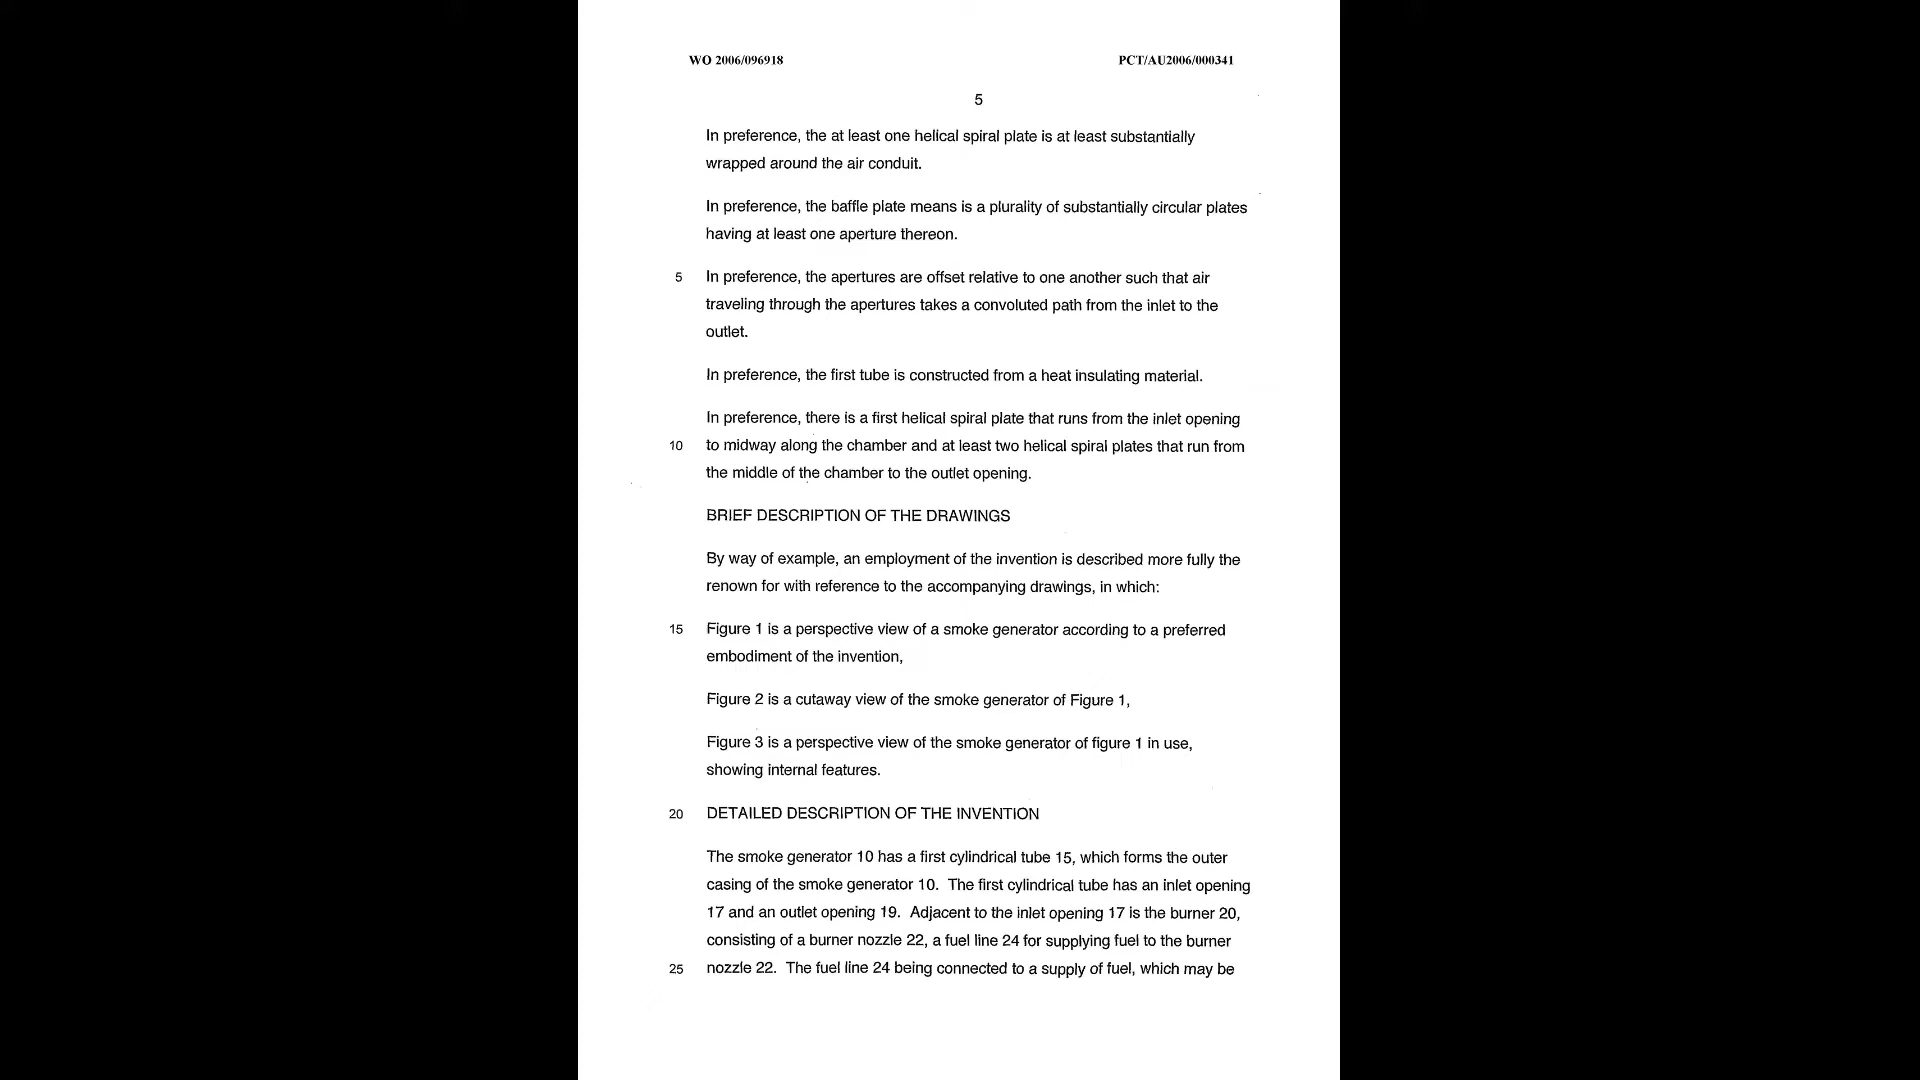 WO 2006/096918 PCT/AU2006/000341
5
In preference, the at least one helical spiral plate is at least substantially
wrapped around the air conduit.
In preference, the baffle plate means is a plurality of substantially circular plates
having at least one aperture thereon.
5 In preference, the apertures are offset relative to one another such that air
traveling through the apertures takes a convoluted path from the inlet to the
outlet.
In preference, the first tube is constructed from a heat insulating material.
In preference, there is a first helical spiral plate that runs from the inlet opening
10 to midway along the chamber and at least two helical spiral plates that run from
the middle of the chamber to the outlet opening.
BRIEF DESCRIPTION OF THE DRAWINGS
By way of example, an employment of the invention is described more fully the
renown for with reference to the accompanying drawings, in which:
15 Figure 1 is a perspective view of a smoke generator according to a preferred
embodiment of the invention,
Figure 2 is a cutaway view of the smoke generator of Figure 1,
Figure 3 is a perspective view of the smoke generator of figure 1 in use,
showing internal features.
20 DETAILED DESCRIPTION OF THE INVENTION
The smoke generator 10 has a first cylindrical tube 15, which forms the outer
casing of the smoke generator 10. The first cylindrical tube has an inlet opening
17 and an outlet opening 19. Adjacent to the inlet opening 17 is the burner 20,
consisting of a burner nozzle 22, a fuel line 24 for supplying fuel to the burner
25 nozzle 22. The fuel line 24 being connected to a supply of fuel, which may be